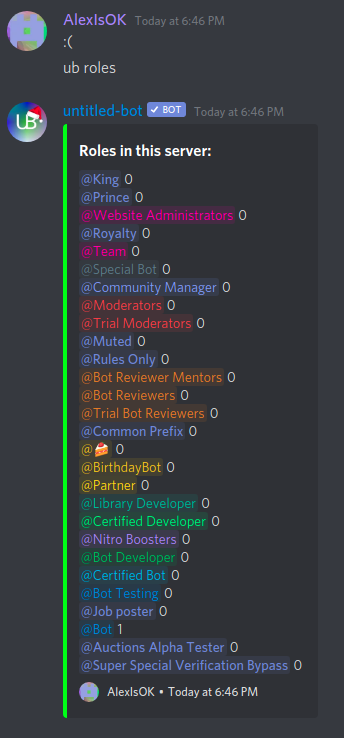 AlexIsOK Today at 6:46 PM
:(
ub roles
UB
untitled-bot ✓ BOT Today at 6:46 PM
Roles in this server:
@King 0
@Prince 0
@Website Administrators 0
@Royalty 0
@Team 0
@Special Bot 0
@Community Manager 0
@Moderators 0
@Trial Moderators 0
@Muted 0
@Rules Only 0
@Bot Reviewer Mentors 0
@Bot Reviewers 0
@Trial Bot Reviewers 0
@Common Prefix 0
@🍰 0
@BirthdayBot 0
@Partner 0
@Library Developer 0
@Certified Developer 0
@Nitro Boosters 0
@Bot Developer 0
@Certified Bot 0
@Bot Testing 0
@Job poster 0
@Bot 1
@Auctions Alpha Tester 0
@Super Special Verification Bypass 0
AlexIsOK • Today at 6:46 PM